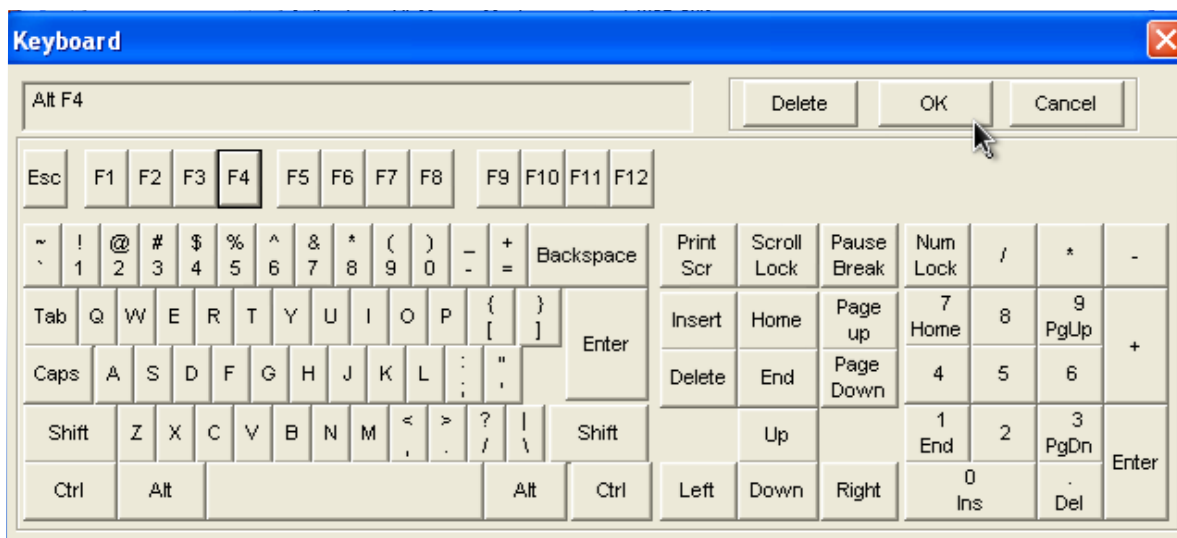 Keyboard
Alt F4
Delete OK Cancel
Esc F1 F2 F3 F4 F5 F6 F7 F8 F9 F10 F11 F12
~ ! @ # $ % ^ & * ( ) _ +
` 1 2 3 4 5 6 7 8 9 0 - = Backspace
Print Scroll Pause Num / * -
Scr Lock Break Lock
Tab Q W E R T Y U I O P { }
[ ]
Enter
Insert Home Page up 7 Home 8 9 PgUp +
Caps A S D F G H J K L : "
; '
Delete End Page Down 4 5 6
Shift Z X C V B N M < > ? | Shift
, . / \
Up 1 End 2 3 PgDn Enter
Ctrl Alt Alt Ctrl Left Down Right 0 Ins . Del